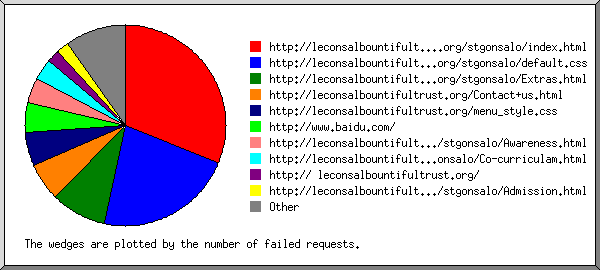 http://leconsalbountifult....org/stgonsalo/index.html
http://leconsalbountifult...org/stgonsalo/default.css
http://leconsalbountifult...org/stgonsalo/Extras.html
http://leconsalbountifultrust.org/Contact+us.html
http://leconsalbountifultrust.org/menu_style.css
http://www.baidu.com/
http://leconsalbountifult.../stgonsalo/Awareness.html
http://leconsalbountifult...onsalo/Co-curriculam.html
http:// leconsalbountifultrust.org/
http://leconsalbountifult.../stgonsalo/Admission.html
Other
The wedges are plotted by the number of failed requests.